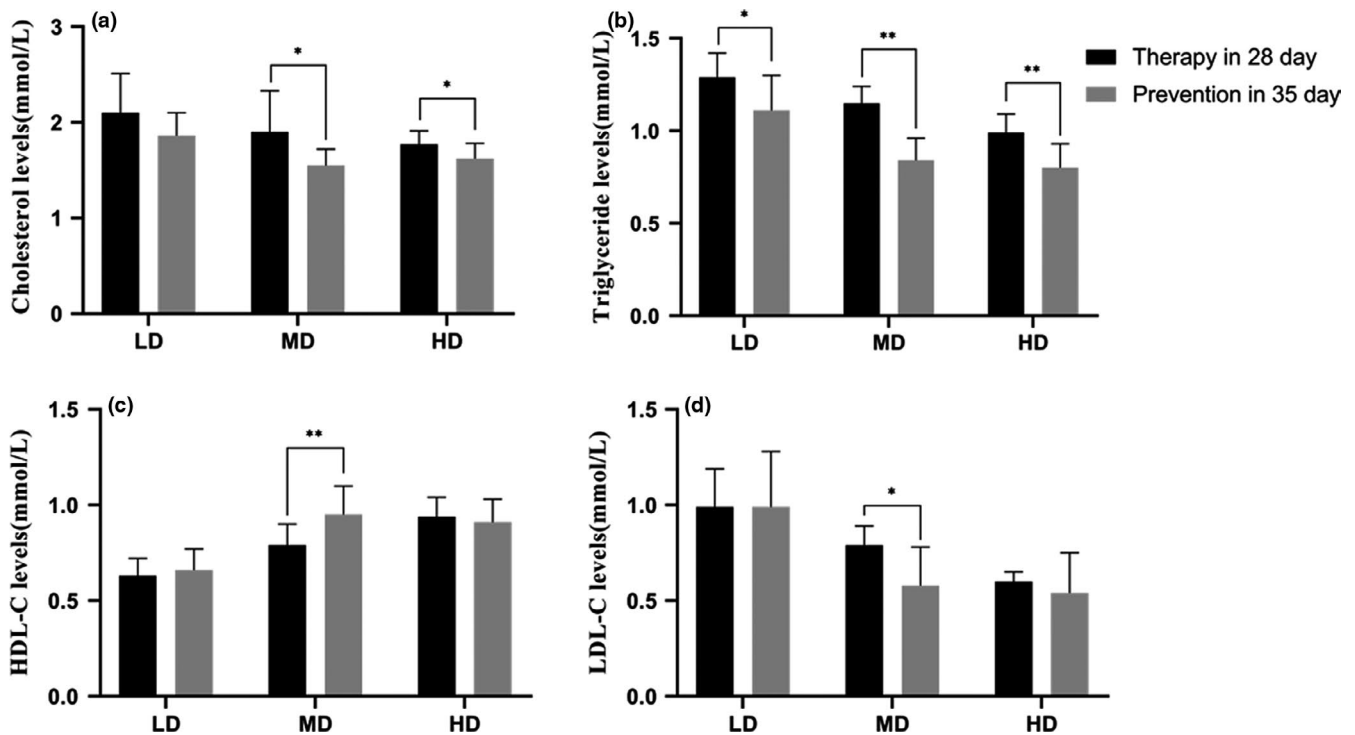 (a)
Cholesterol levels(mmol/L)
3
2
1
0
*
*
LD MD HD
(b)
Triglyceride levels(mmol/L)
1.5
1.0
0.5
0.0
*
**
**
LD MD HD
Therapy in 28 day
Prevention in 35 day
(c)
HDL-C levels(mmol/L)
1.5
1.0
0.5
0.0
**
LD MD HD
(d)
LDL-C levels(mmol/L)
1.5
1.0
0.5
0.0
*
LD MD HD